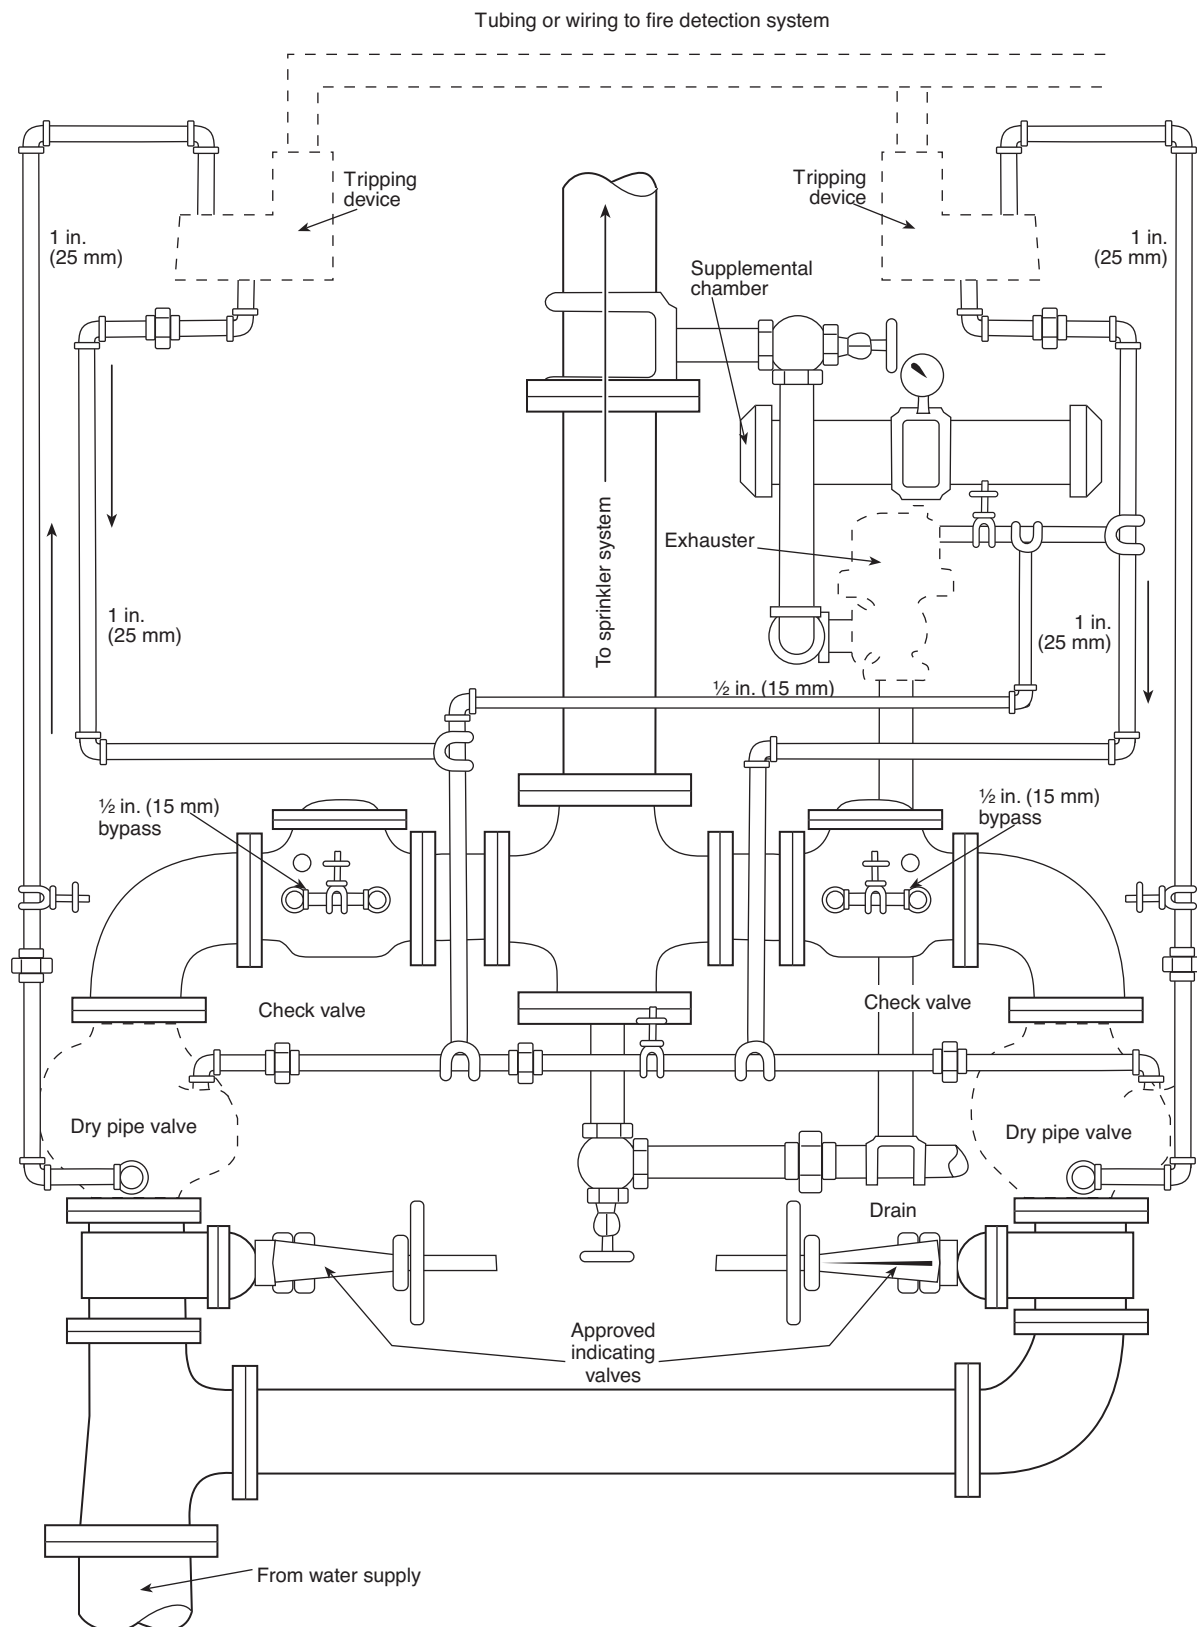 Tubing or wiring to fire detection system
Tripping
device
Tripping
device
1 in.
(25 mm)
1 in.
(25 mm)
Supplemental
chamber
To sprinkler system
Exhauster
1 in.
(25 mm)
1 in.
(25 mm)
½ in. (15 mm)
½ in. (15 mm)
bypass
½ in. (15 mm)
bypass
Check valve
Check valve
Dry pipe valve
Dry pipe valve
Drain
Approved
indicating
valves
From water supply